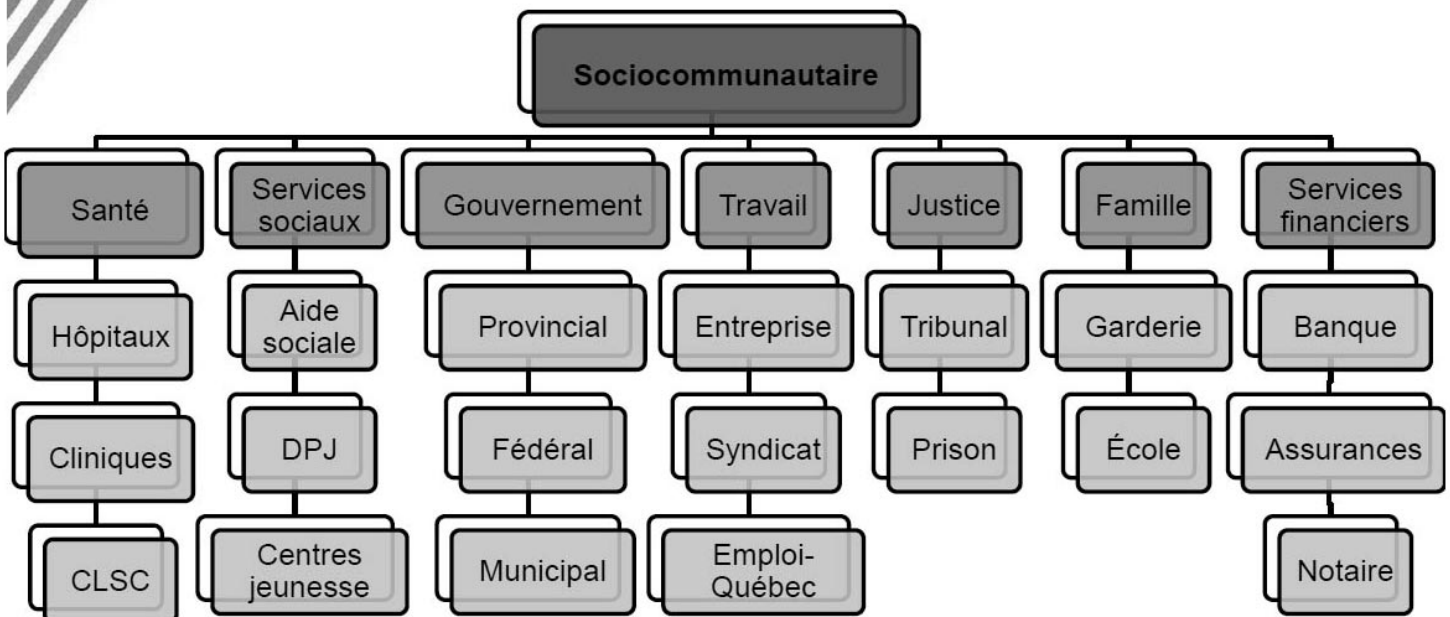 Sociocommunautaire
Santé
Services
sociaux
Gouvernement
Travail
Justice
Famille
Services
financiers
Hôpitaux
Aide
sociale
Provincial
Entreprise
Tribunal
Garderie
Banque
Cliniques
DPJ
Fédéral
Syndicat
Prison
École
Assurances
CLSC
Centres
jeunesse
Municipal
Emploi-
Québec
Notaire